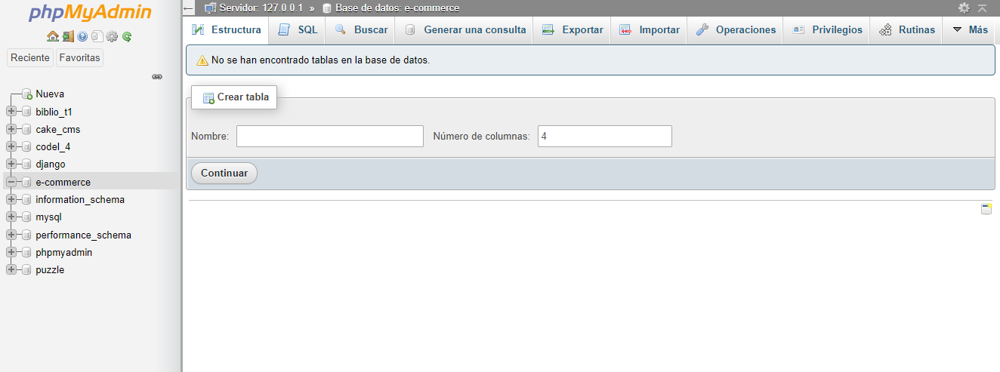 phpMyAdmin
Reciente Favoritas
Nueva
biblio_t1
cake_cms
codel_4
django
e-commerce
information_schema
mysql
performance_schema
phpmyadmin
puzzle
Servidor: 127.0.0.1 » Base de datos: e-commerce
Estructura SQL Buscar Generar una consulta Exportar Importar Operaciones Privilegios Rutinas Más
No se han encontrado tablas en la base de datos.
Crear tabla
Nombre: Número de columnas: 4
Continuar